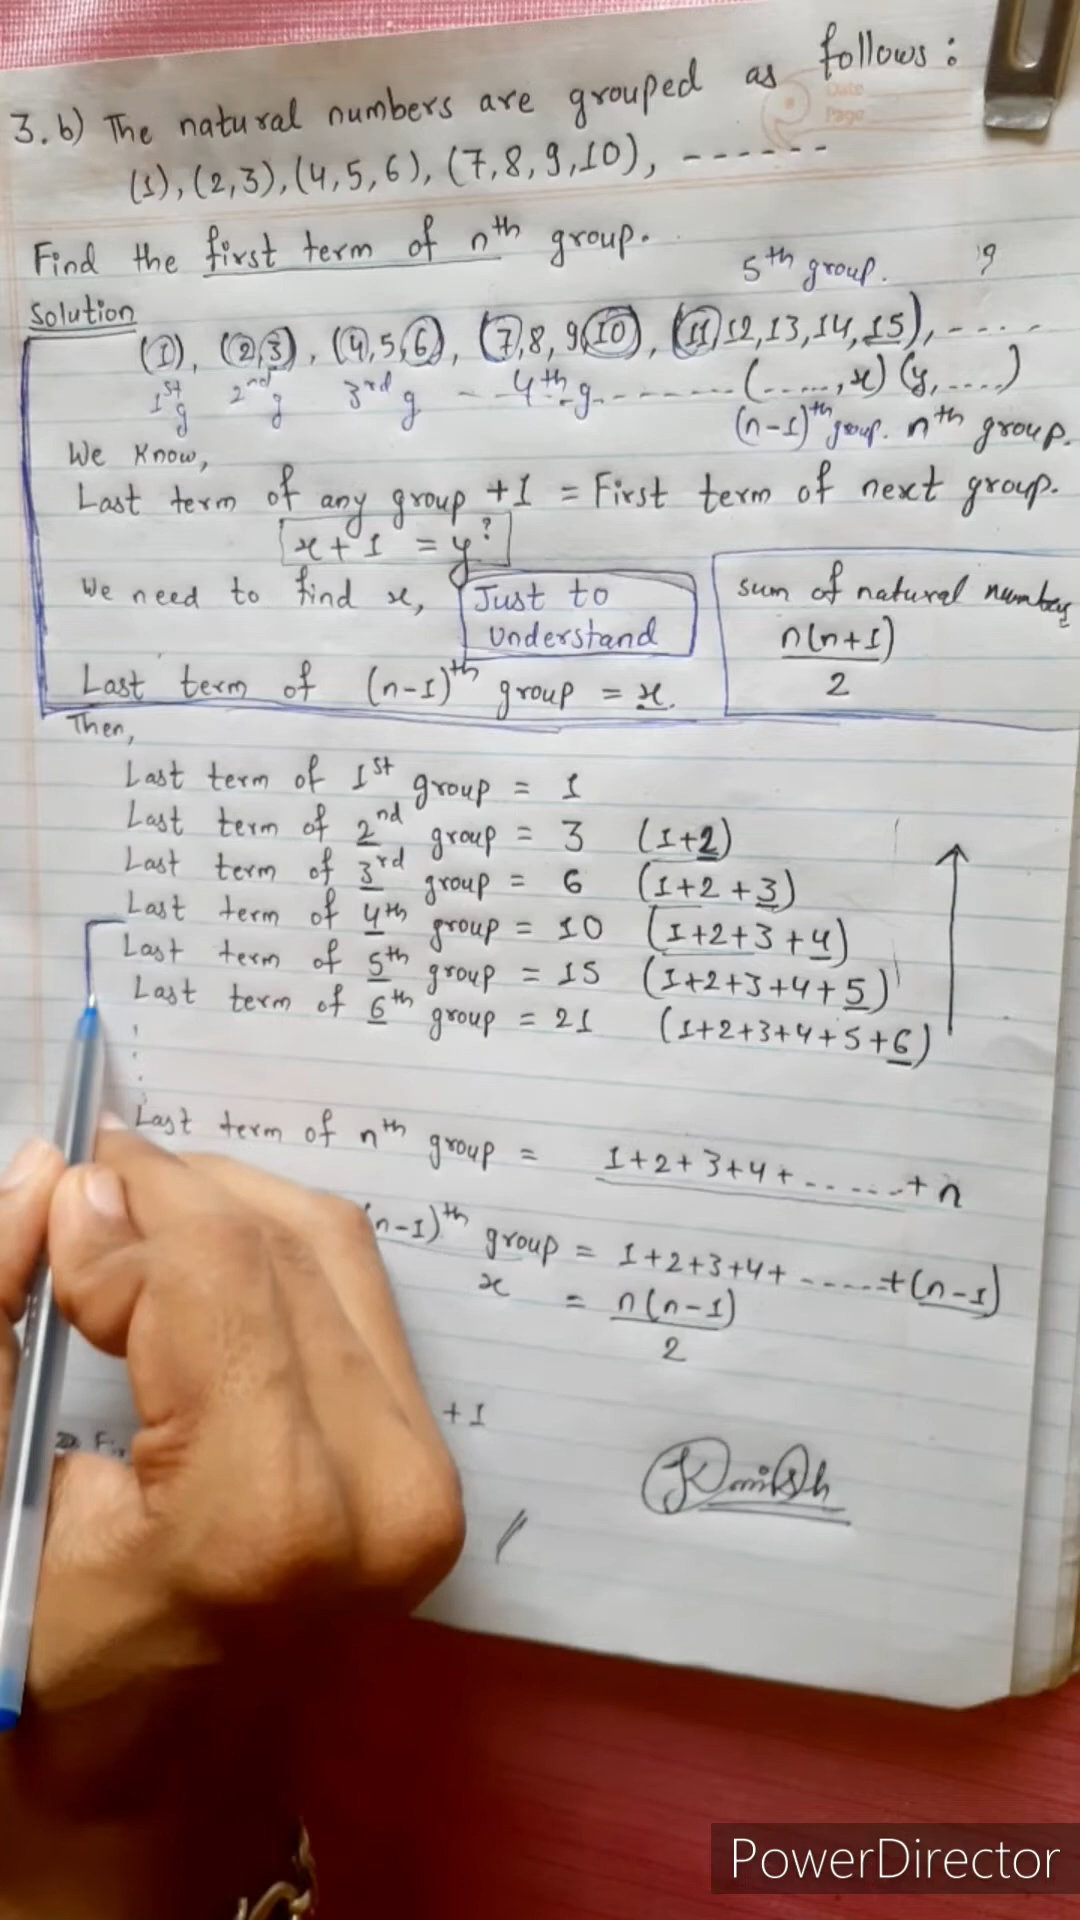 Date
Page
3. b) The natural numbers are grouped as follows :
(1), (2,3), (4,5,6), (7,8,9,10), ------
Find the first term of nth group.
5th group.
Solution
(1), (2,3), (4,5,6), (7,8,9,10), (11,12,13,14,15), -....
1st g 2nd g 3rd g - - 4th g. ------- (......,x) (y,.....)
(n-1)th group. nth group.
We Know,
Last term of any group +1 = First term of next group.
x + 1 = y?
We need to find x,
Just to
Understand
sum of natural numbers
n(n+1)
2
Last term of (n-1)th group = x.
Then,
Last term of 1st group = 1
Last term of 2nd group = 3 (1+2)
Last term of 3rd group = 6 (1+2+3)
Last term of 4th group = 10 (1+2+3+4)
Last term of 5th group = 15 (1+2+3+4+5)
Last term of 6th group = 21 (1+2+3+4+5+6)
Last term of nth group = 1+2+3+4+......+n
(n-1)th group = 1+2+3+4+......+(n-1)
x = n(n-1)
2
+1
PowerDirector